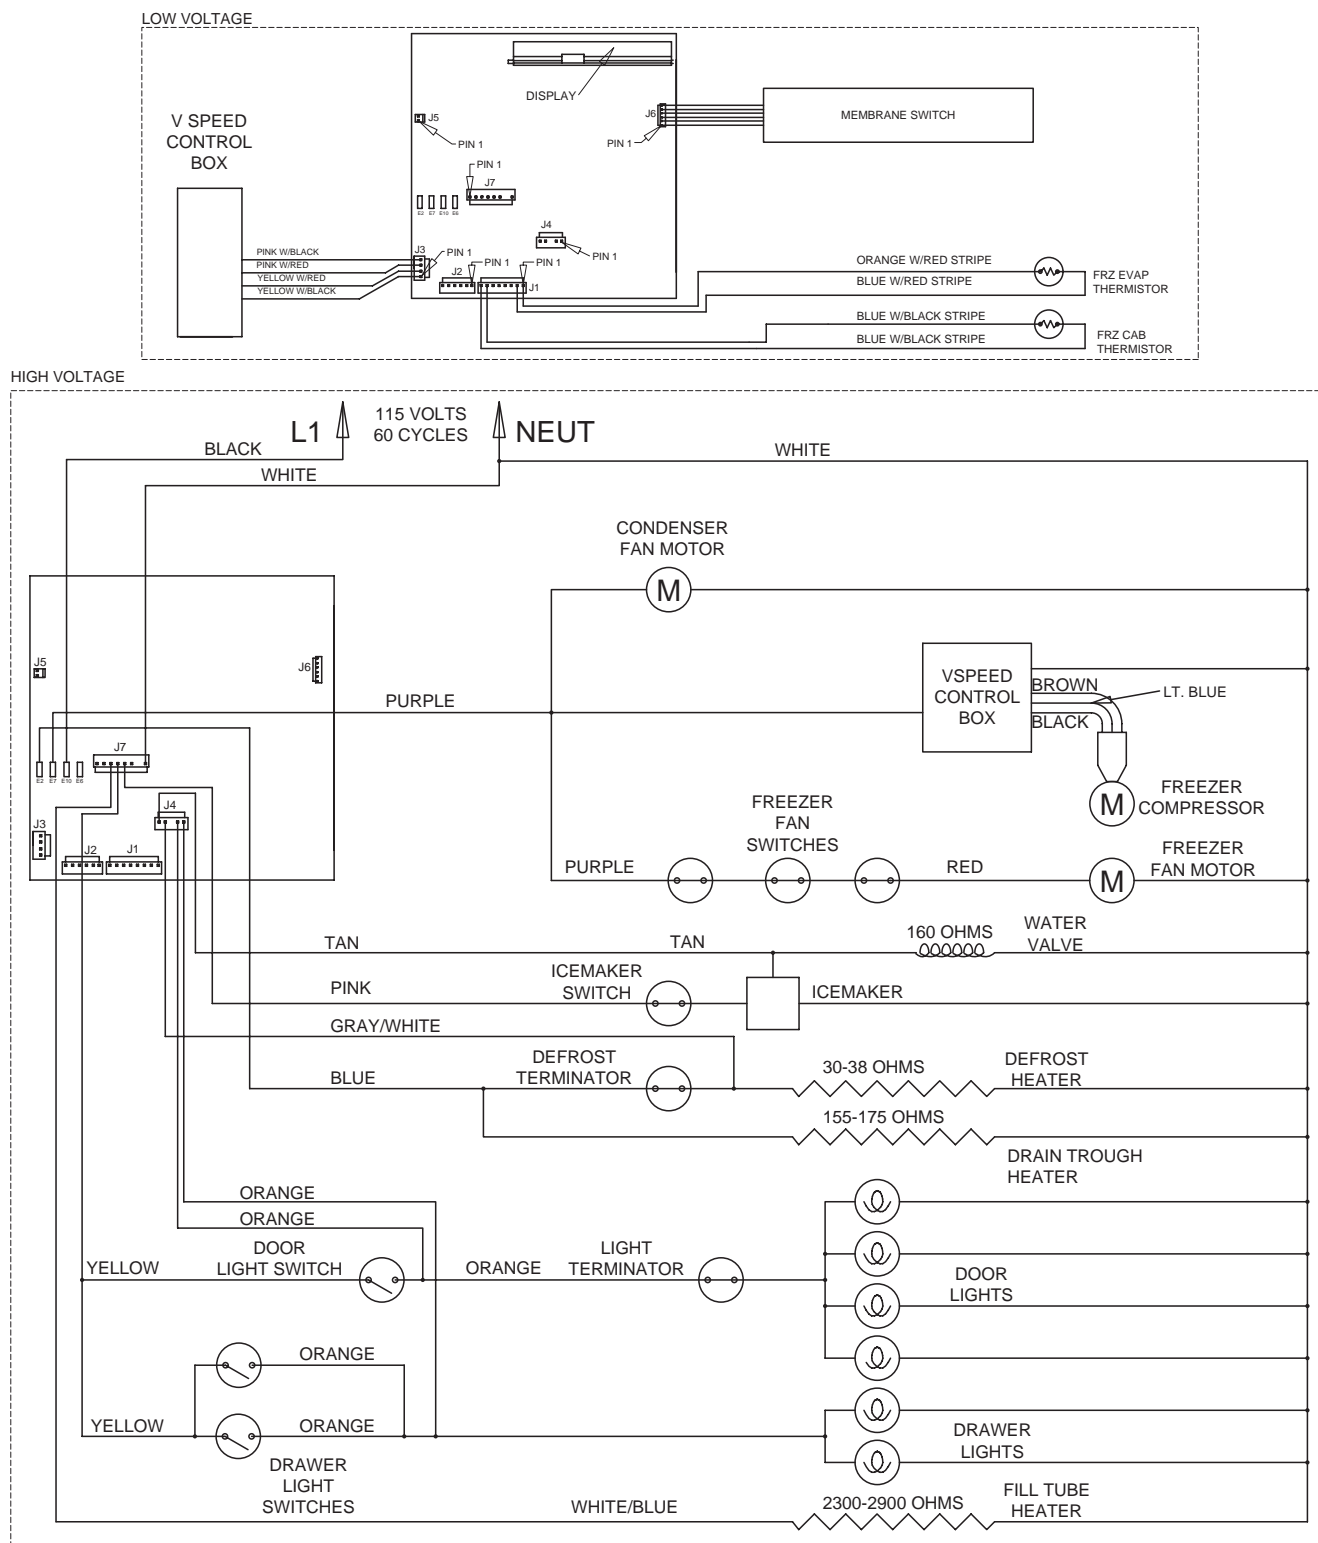 LOW VOLTAGE
DISPLAY
V SPEED
CONTROL
BOX
J5
PIN 1
J6
PIN 1
MEMBRANE SWITCH
PIN 1
J7
E2 E7 E10 E6
J4
PIN 1
PINK W/BLACK
PINK W/RED
YELLOW W/RED
YELLOW W/BLACK
J3
PIN 1
J2
PIN 1
PIN 1
J1
ORANGE W/RED STRIPE
BLUE W/RED STRIPE
FRZ EVAP
THERMISTOR
BLUE W/BLACK STRIPE
BLUE W/BLACK STRIPE
FRZ CAB
THERMISTOR
HIGH VOLTAGE
L1
115 VOLTS
60 CYCLES
NEUT
BLACK
WHITE
WHITE
CONDENSER
FAN MOTOR
M
J5
J6
PURPLE
VSPEED
CONTROL
BOX
BROWN
LT. BLUE
BLACK
J7
E2 E7 E10 E6
J4
J3
J2
J1
M
FREEZER
COMPRESSOR
FREEZER
FAN
SWITCHES
PURPLE
RED
M
FREEZER
FAN MOTOR
TAN
TAN
160 OHMS
WATER
VALVE
PINK
ICEMAKER
SWITCH
ICEMAKER
GRAY/WHITE
BLUE
DEFROST
TERMINATOR
30-38 OHMS
DEFROST
HEATER
155-175 OHMS
DRAIN TROUGH
HEATER
ORANGE
ORANGE
YELLOW
DOOR
LIGHT SWITCH
ORANGE
LIGHT
TERMINATOR
DOOR
LIGHTS
ORANGE
YELLOW
ORANGE
DRAWER
LIGHT
SWITCHES
DRAWER
LIGHTS
WHITE/BLUE
2300-2900 OHMS
FILL TUBE
HEATER